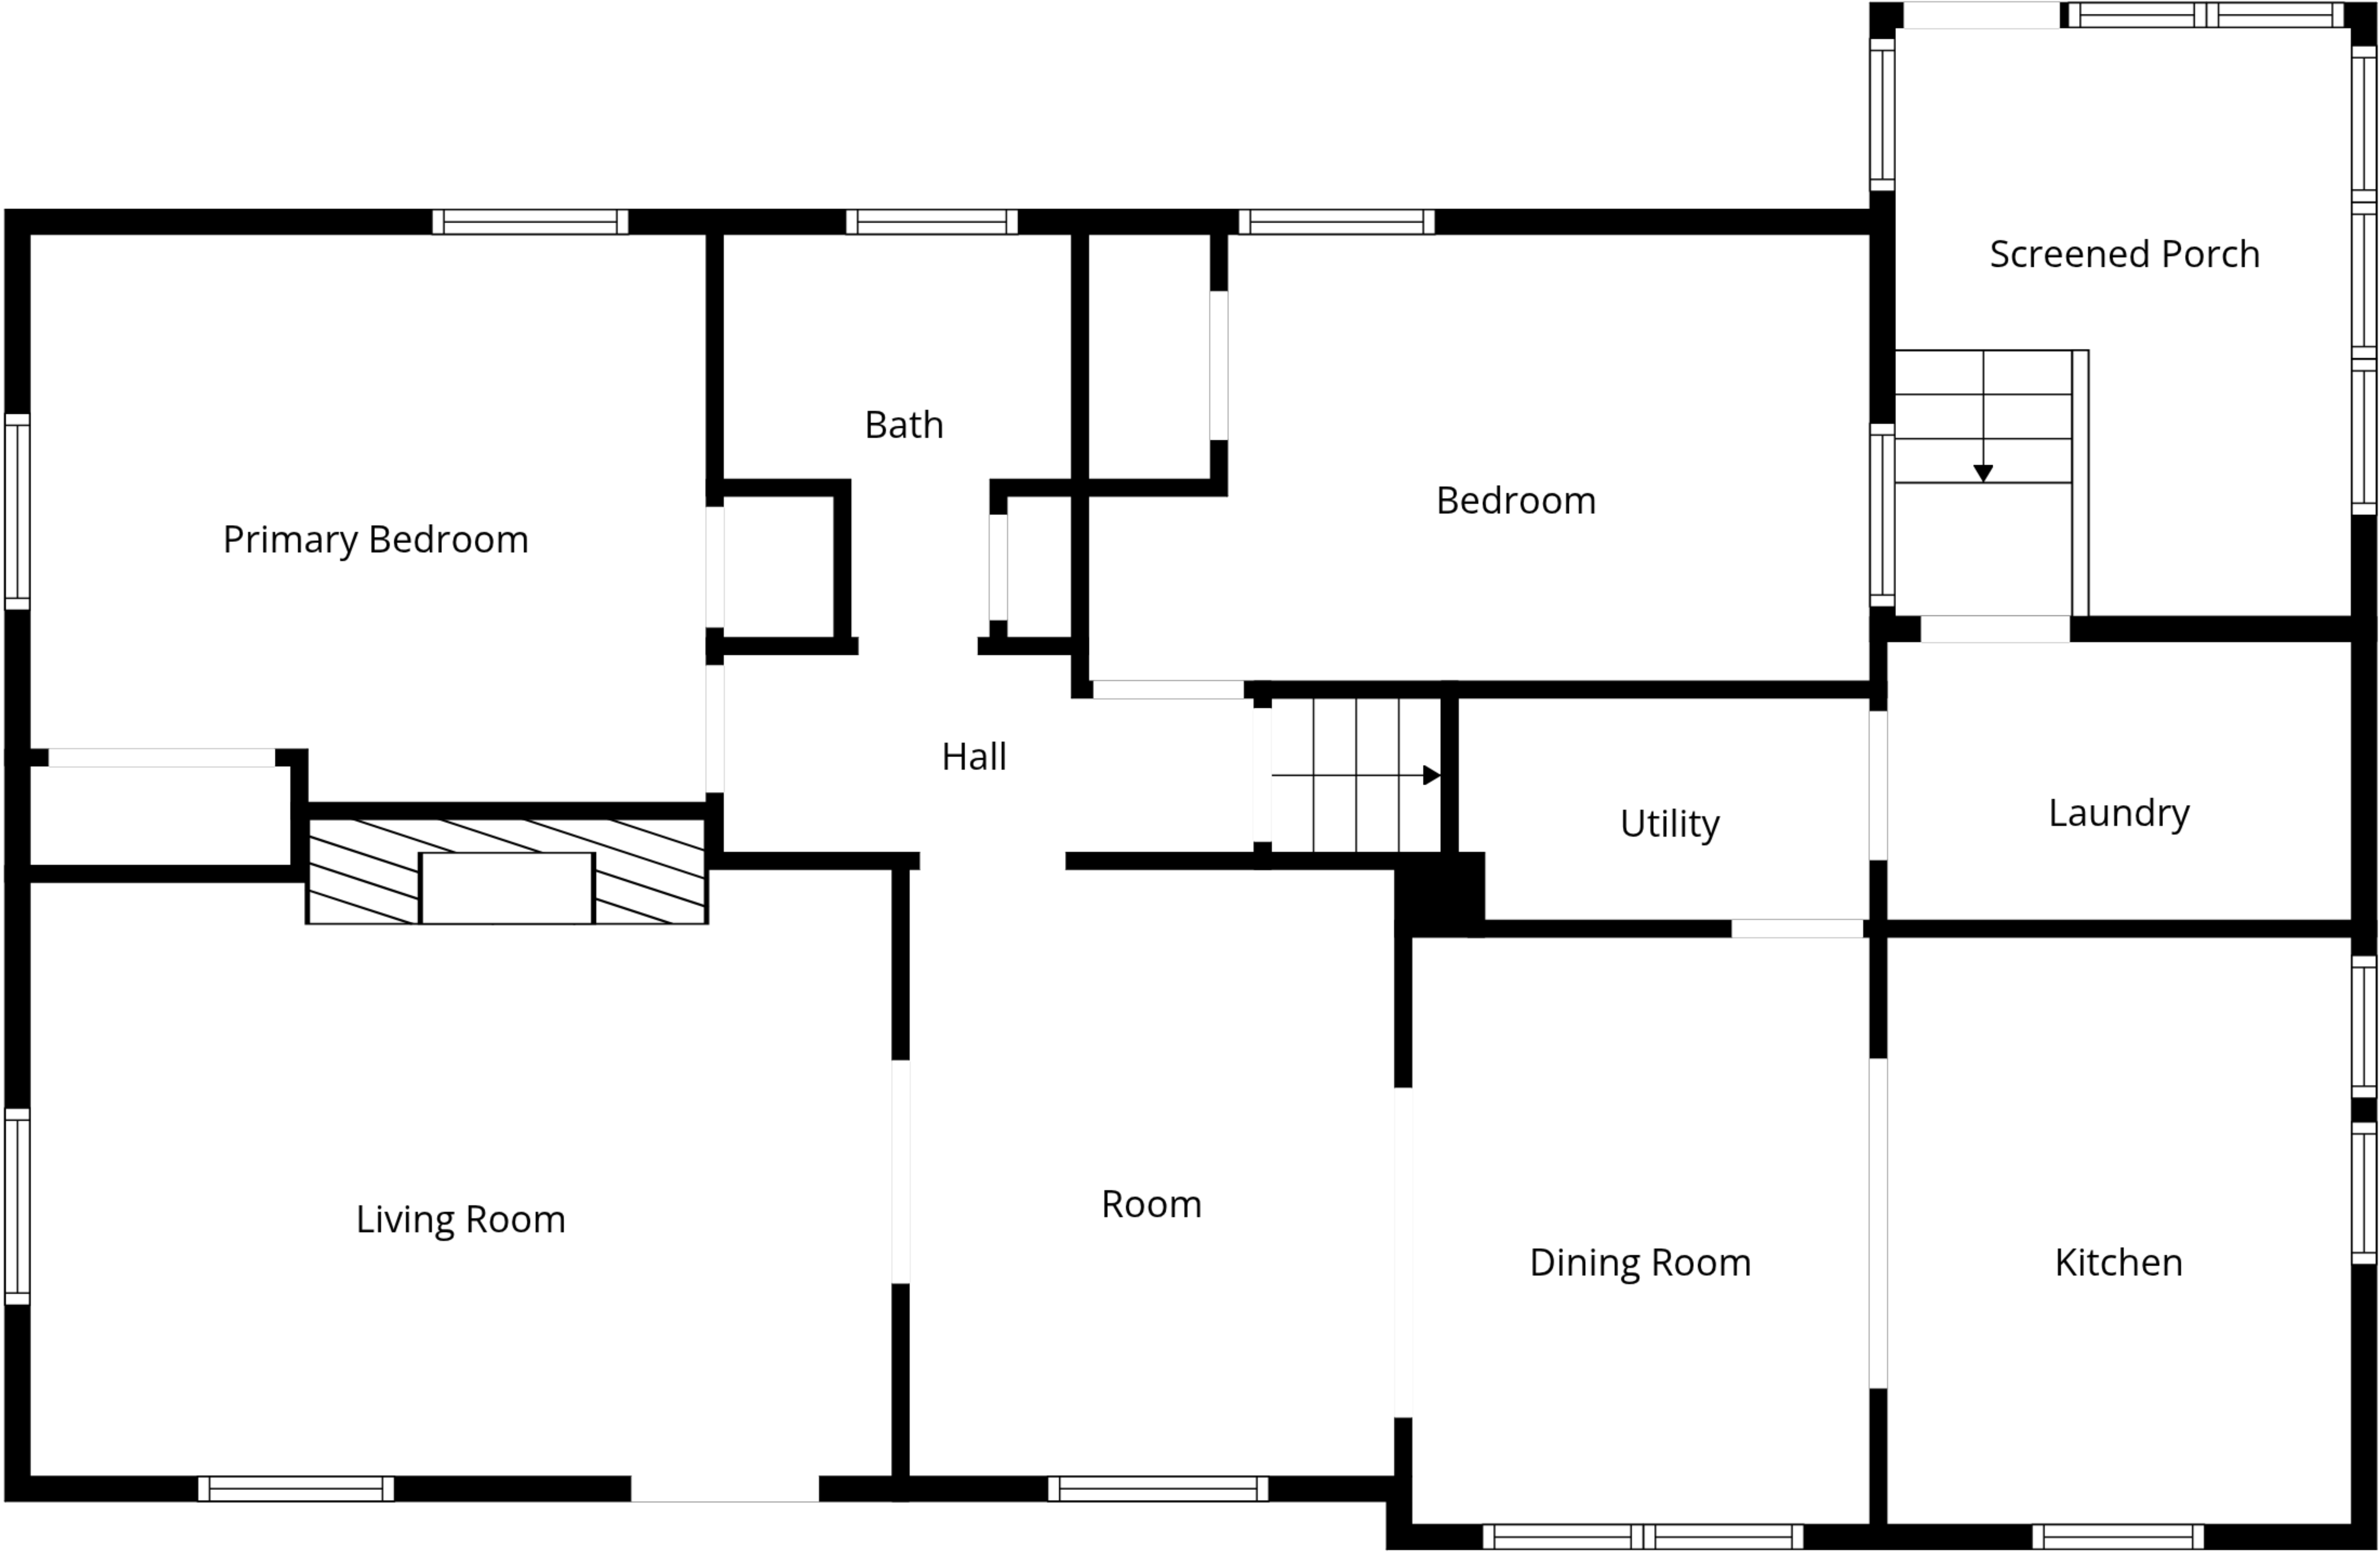 Screened Porch
Bath
Bedroom
Primary Bedroom
Hall
Utility
Laundry
Living Room
Room
Dining Room
Kitchen